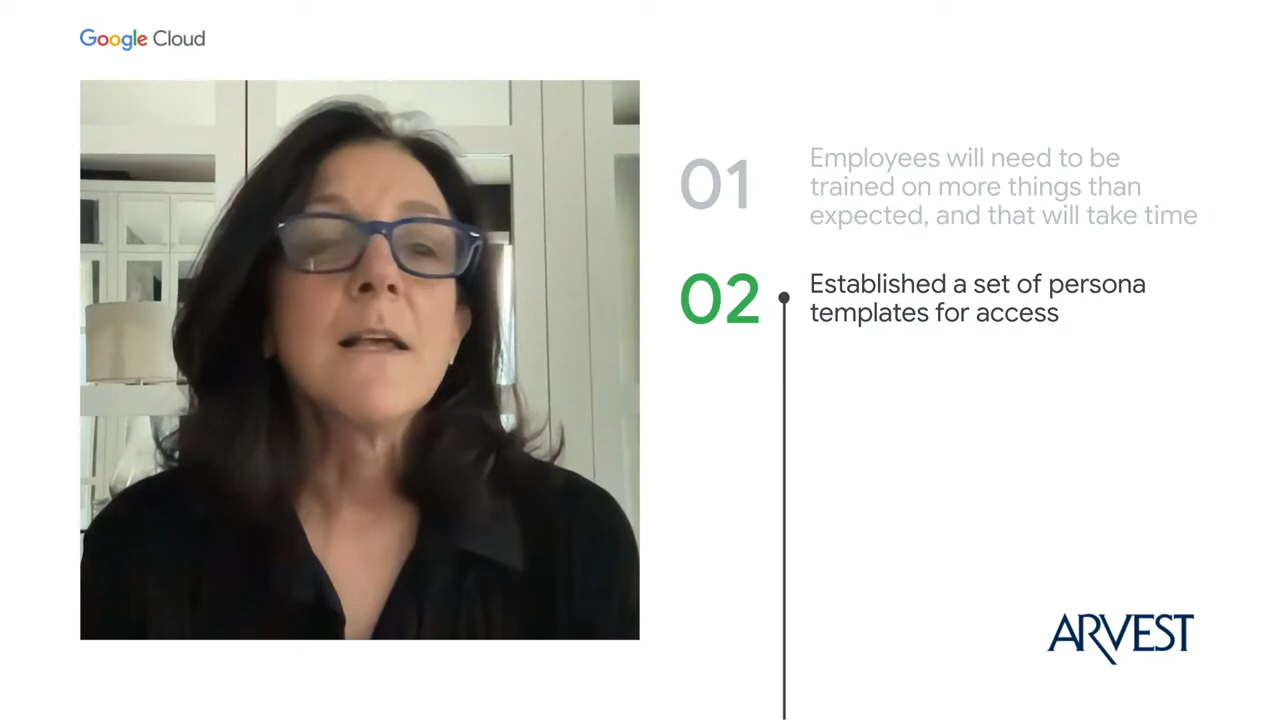 Google Cloud
01
Employees will need to be
trained on more things than
expected, and that will take time
02
Established a set of persona
templates for access
ARVEST